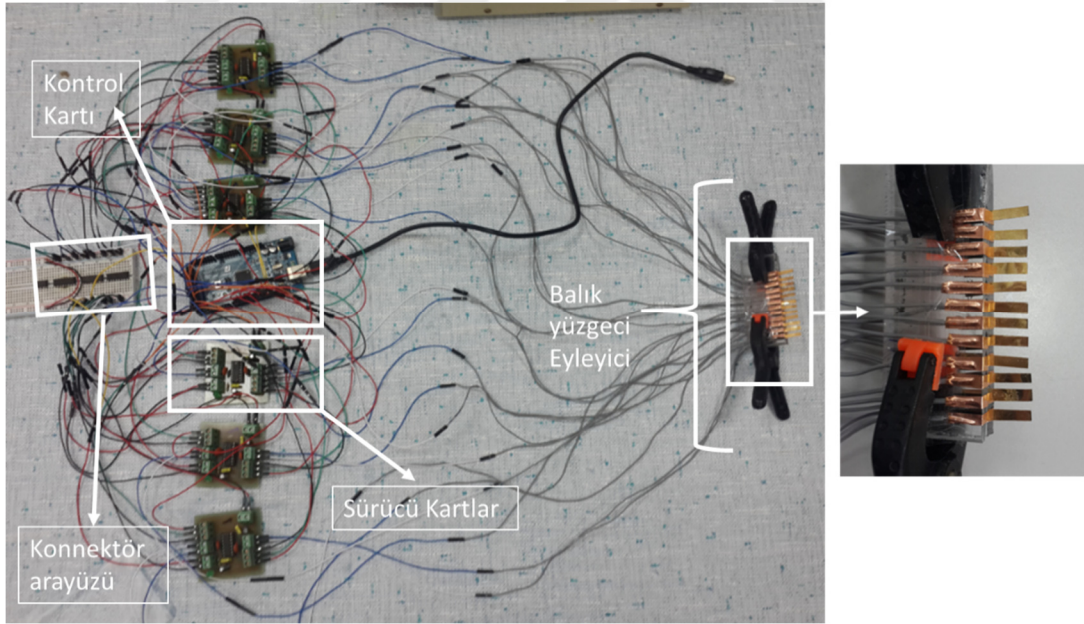 Kontrol
Kartı
Balık
yüzgeci
Eyleyici
Sürücü Kartlar
Konnektör
arayüzü